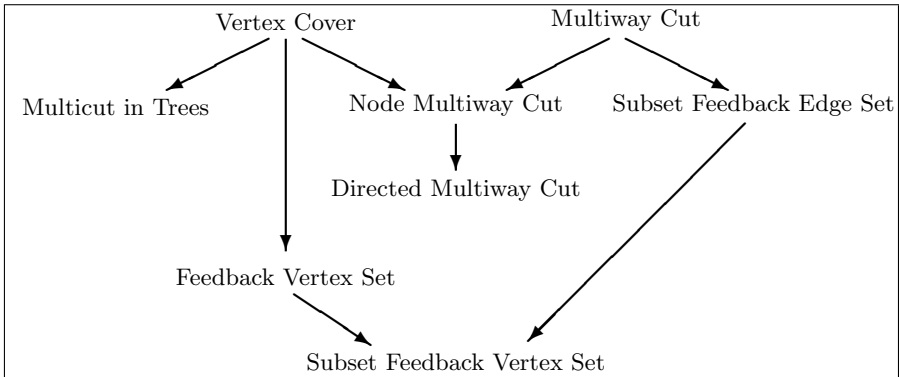 Vertex Cover
Multiway Cut
Multicut in Trees
Node Multiway Cut
Subset Feedback Edge Set
Directed Multiway Cut
Feedback Vertex Set
Subset Feedback Vertex Set